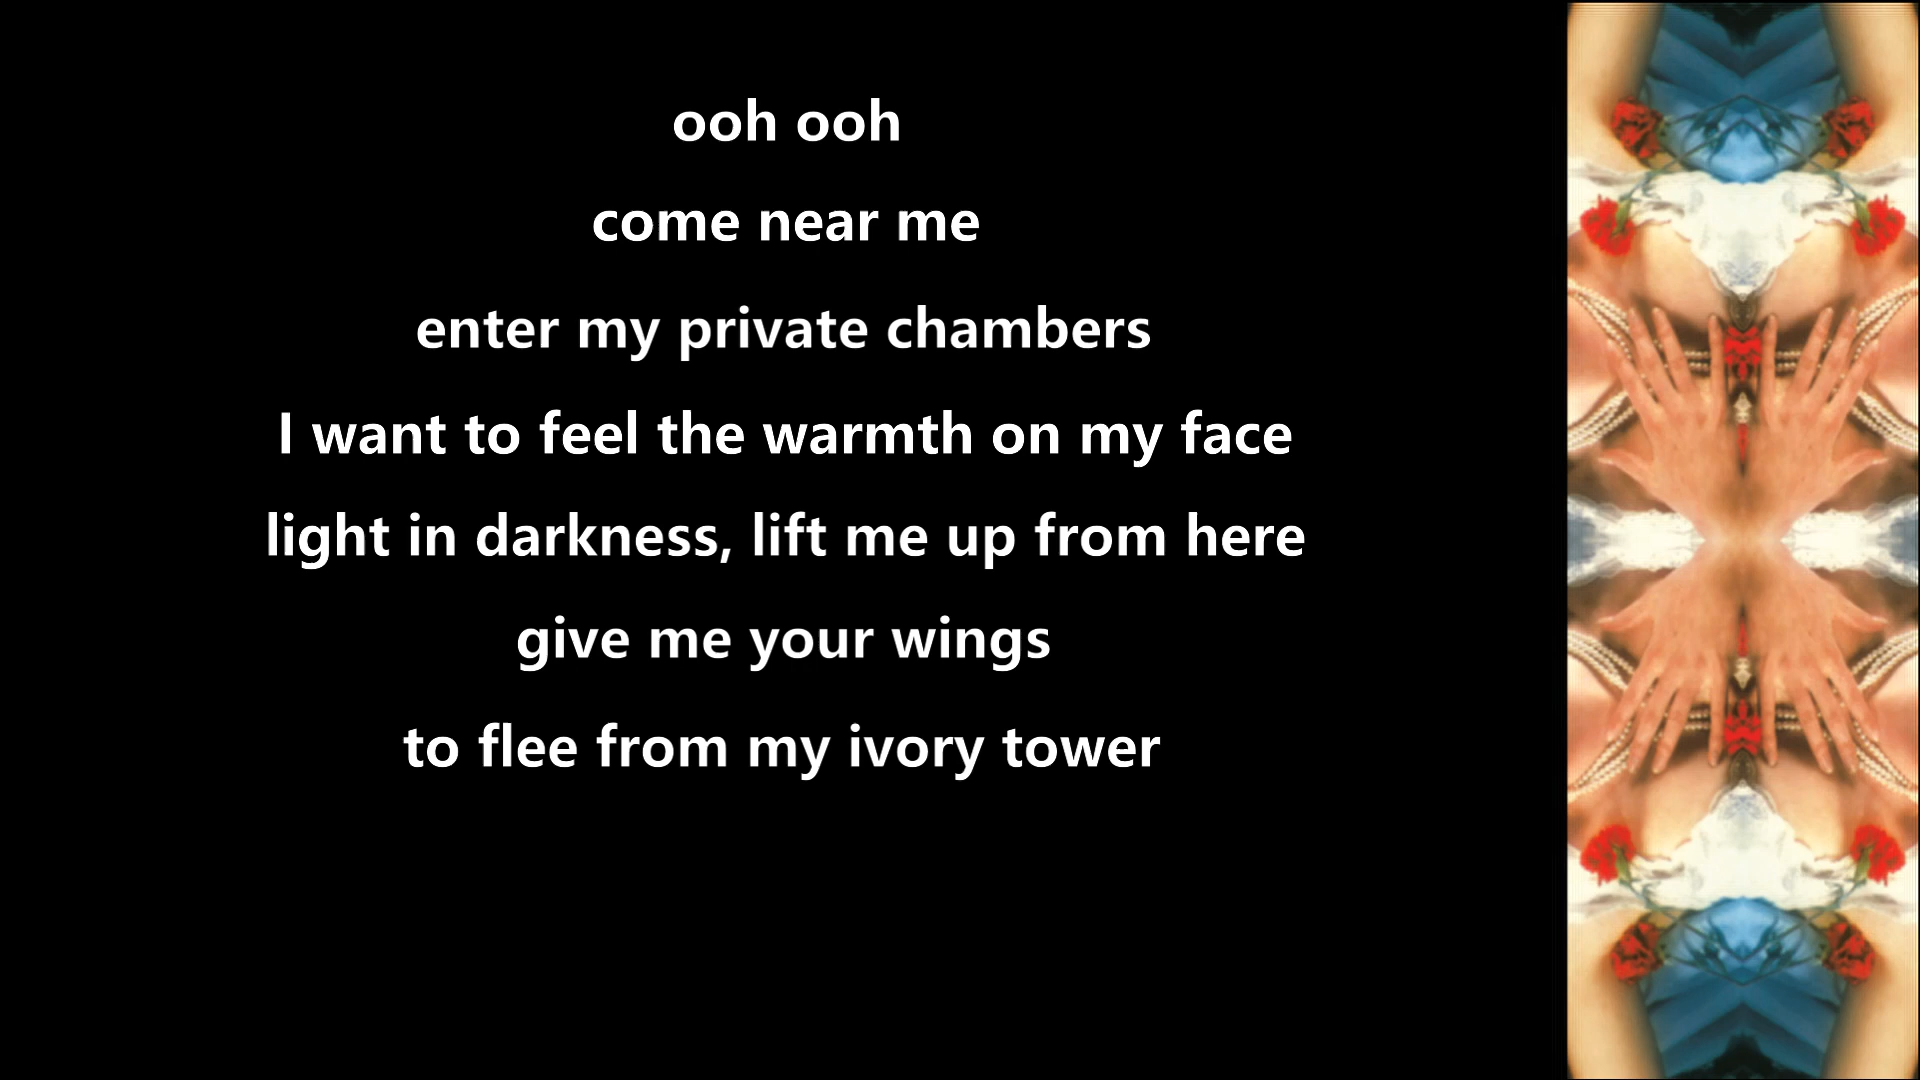 ooh ooh
come near me
enter my private chambers
I want to feel the warmth on my face
light in darkness, lift me up from here
give me your wings
to flee from my ivory tower